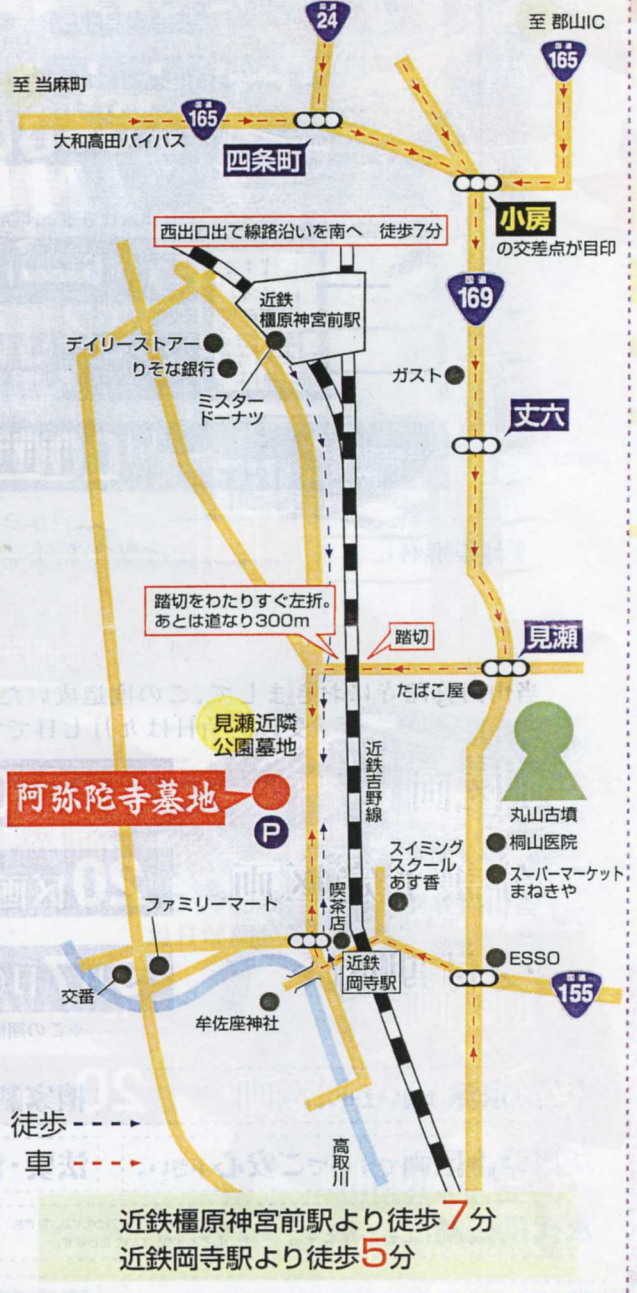 国道
24
至 郡山IC
国道
165
至 当麻町
国道
165
大和高田バイパス
四条町
小房
の交差点が目印
西出口出て線路沿いを南へ 徒歩7分
国道
169
近鉄
橿原神宮前駅
デイリーストアー
りそな銀行
ミスター
ドーナツ
ガスト
丈六
踏切をわたりすぐ左折。
あとは道なり300m
踏切
見瀬
たばこ屋
見瀬近隣
公園墓地
近鉄吉野線
阿弥陀寺墓地
P
丸山古墳
桐山医院
スーパーマーケット
まねきや
スイミング
スクール
あす香
喫茶店
ファミリーマート
近鉄
岡寺駅
ESSO
国道
155
交番
牟佐座神社
高取川
徒歩
車
近鉄橿原神宮前駅より徒歩7分
近鉄岡寺駅より徒歩5分